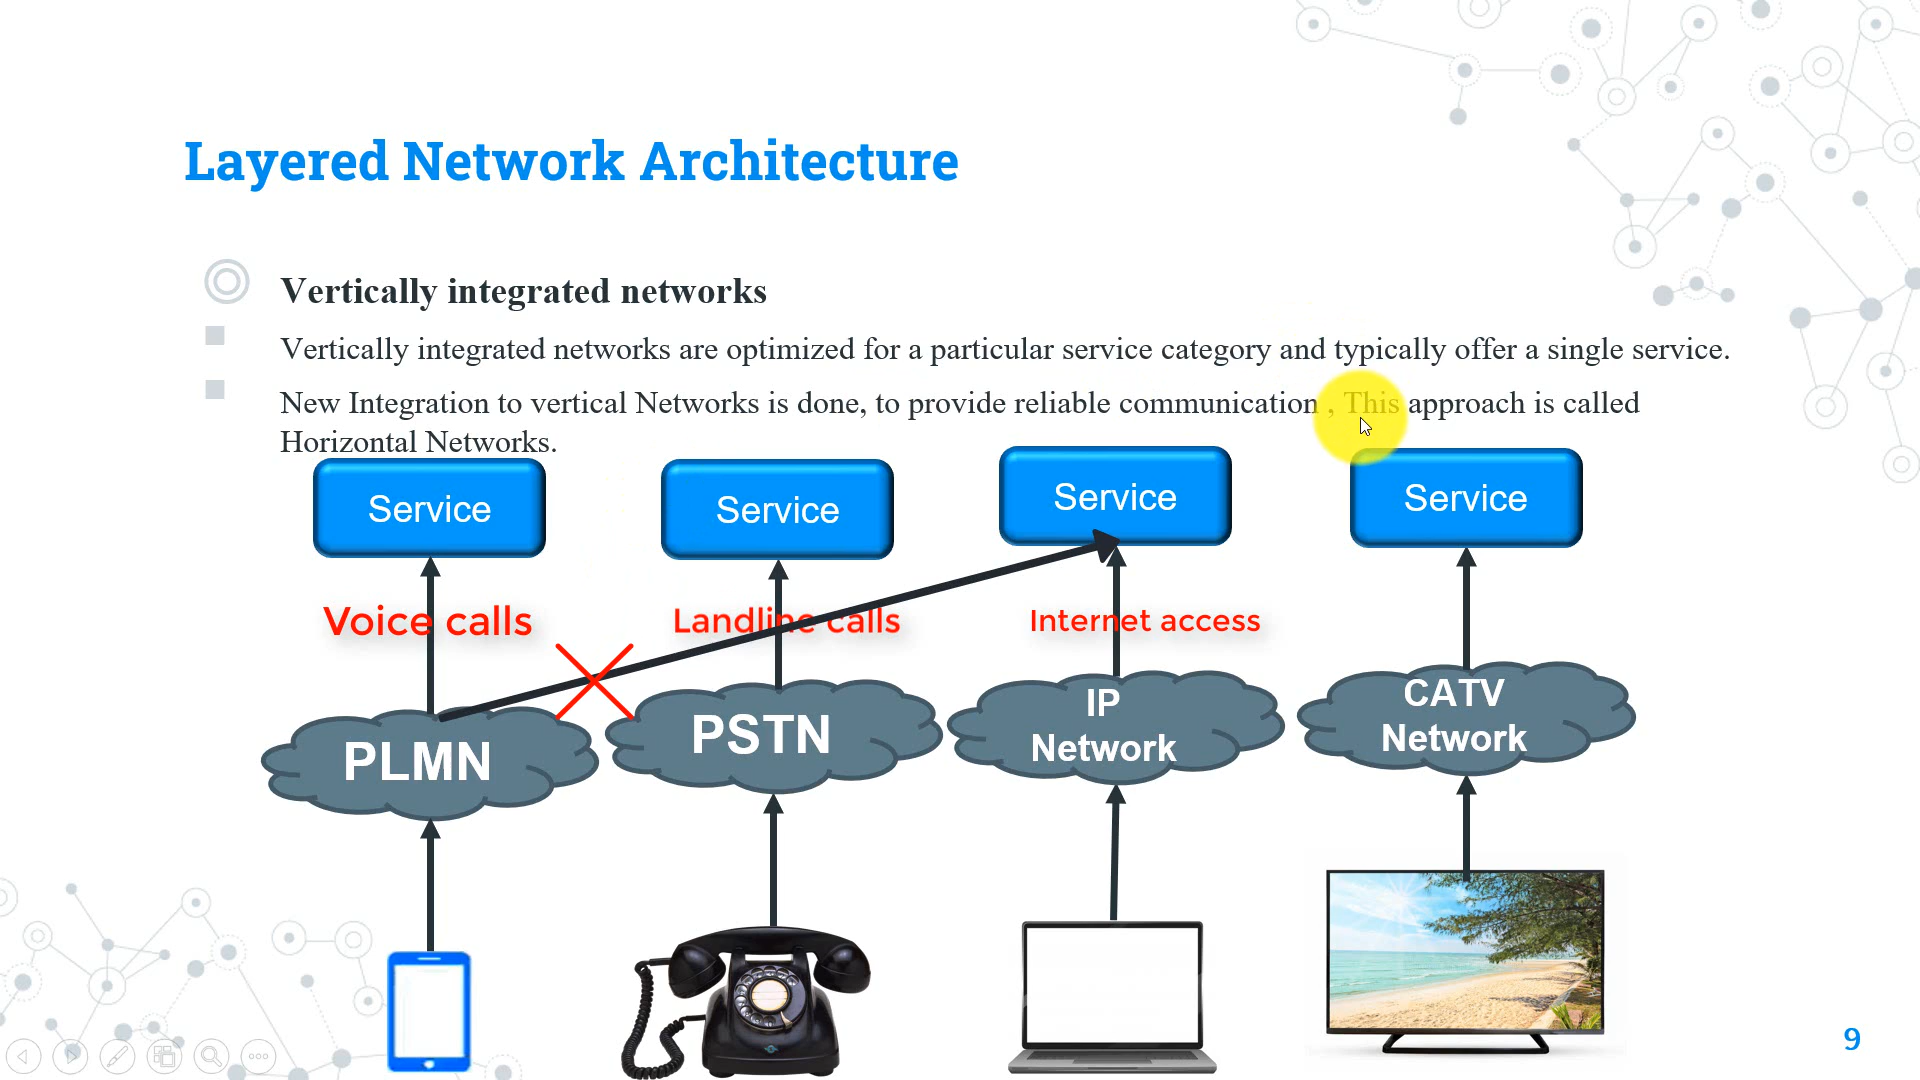 Layered Network Architecture
Vertically integrated networks
Vertically integrated networks are optimized for a particular service category and typically offer a single service.
New Integration to vertical Networks is done, to provide reliable communication , This approach is called
Horizontal Networks.
Service
Service
Service
Service
Voice calls
Landline calls
Internet access
PLMN
PSTN
IP
Network
CATV
Network
9